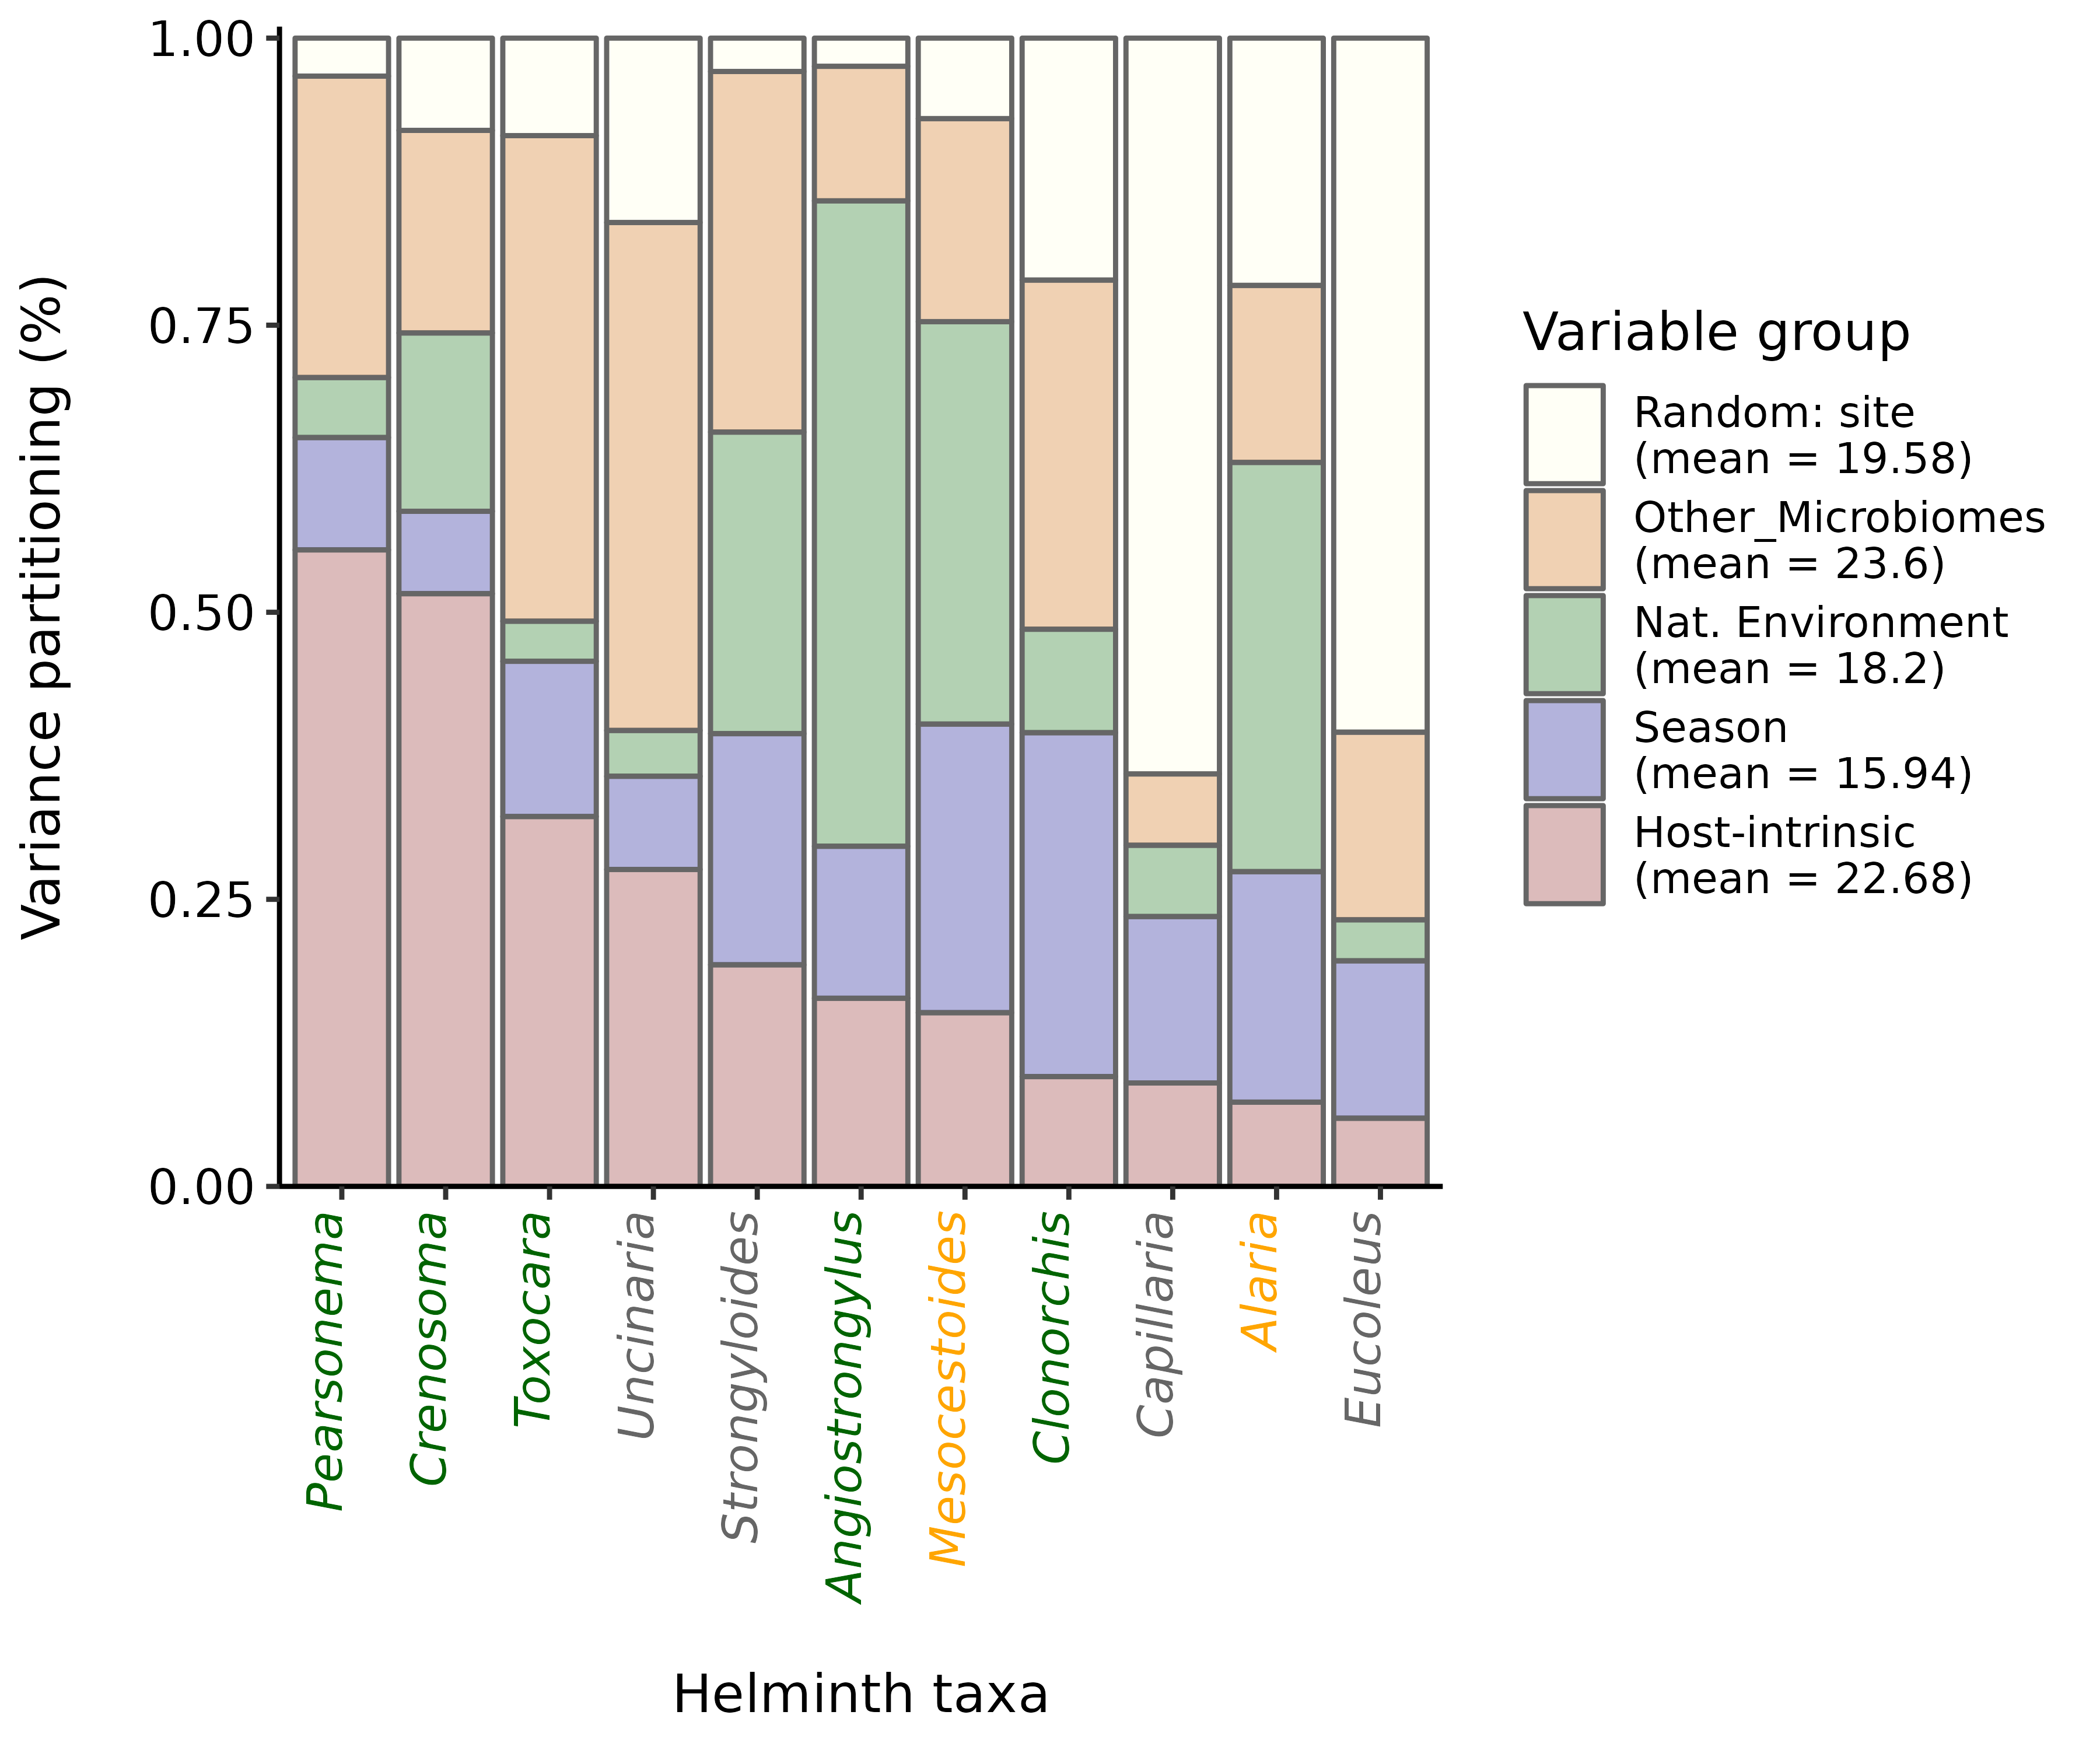 1.00
0.75
0.50
0.25
0.00
Variance partitioning (%)
Pearsonema
Crenosoma
Toxocara
Uncinaria
Strongyloides
Angiostrongylus
Mesocestoides
Clonorchis
Capillaria
Alaria
Eucoleus
Helminth taxa
Variable group
Random: site
(mean = 19.58)
Other_Microbiomes
(mean = 23.6)
Nat. Environment
(mean = 18.2)
Season
(mean = 15.94)
Host-intrinsic
(mean = 22.68)